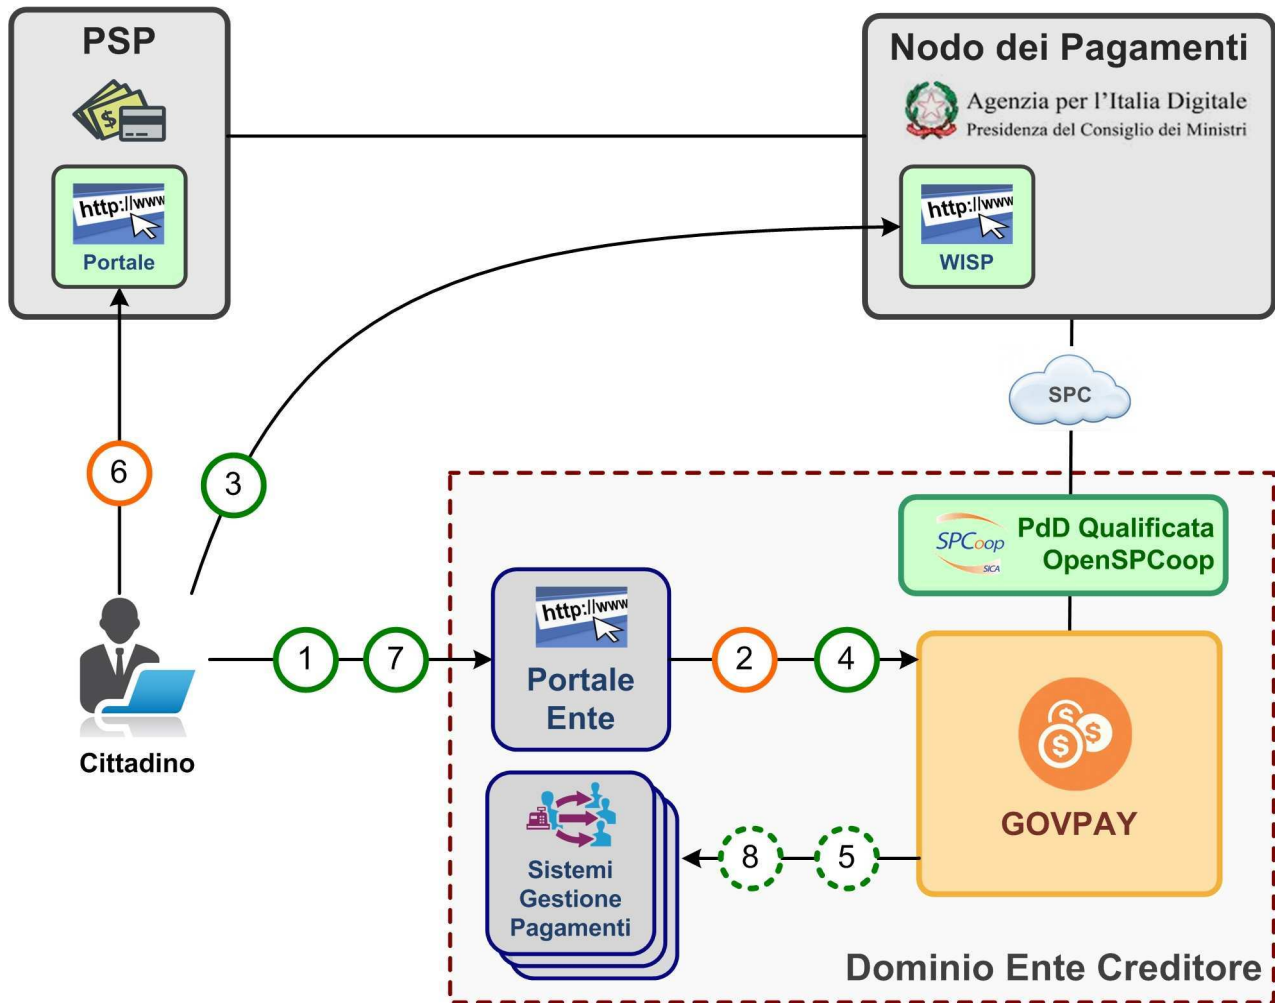 PSP
$
http://www
Portale
Nodo dei Pagamenti
Agenzia per l'Italia Digitale
Presidenza del Consiglio dei Ministri
http://www
WISP
SPC
6
3
SPCoop
SICA
PdD Qualificata
OpenSPCoop
http://www
Portale
Ente
1
7
2
4
Cittadino
$
$
$
GOVPAY
Sistemi
Gestione
Pagamenti
8
5
Dominio Ente Creditore